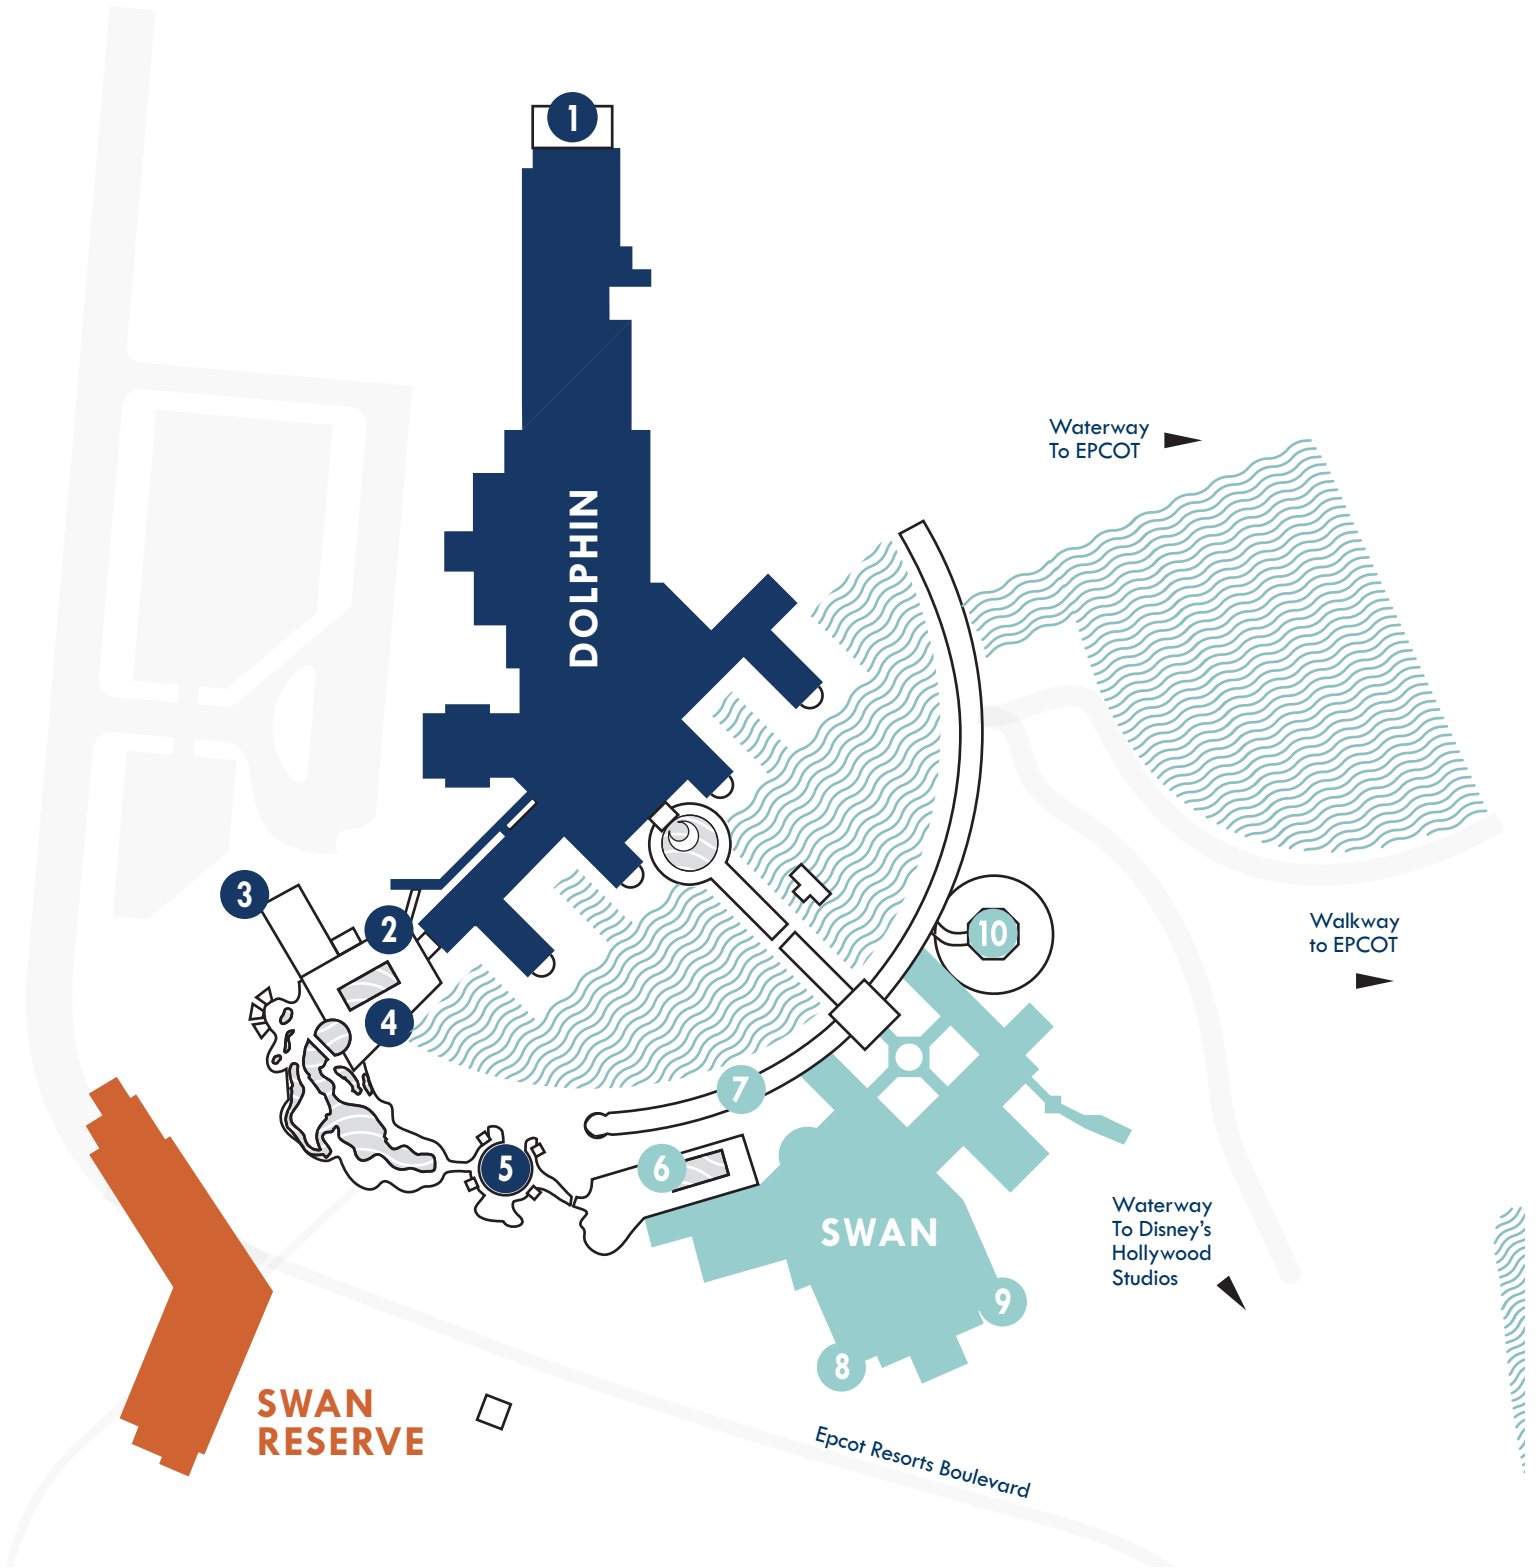 1
Waterway
To EPCOT
DOLPHIN
3
2
10
Walkway
to EPCOT
4
7
5
6
Waterway
To Disney’s
Hollywood
Studios
SWAN
9
8
SWAN
RESERVE
Epcot Resorts Boulevard